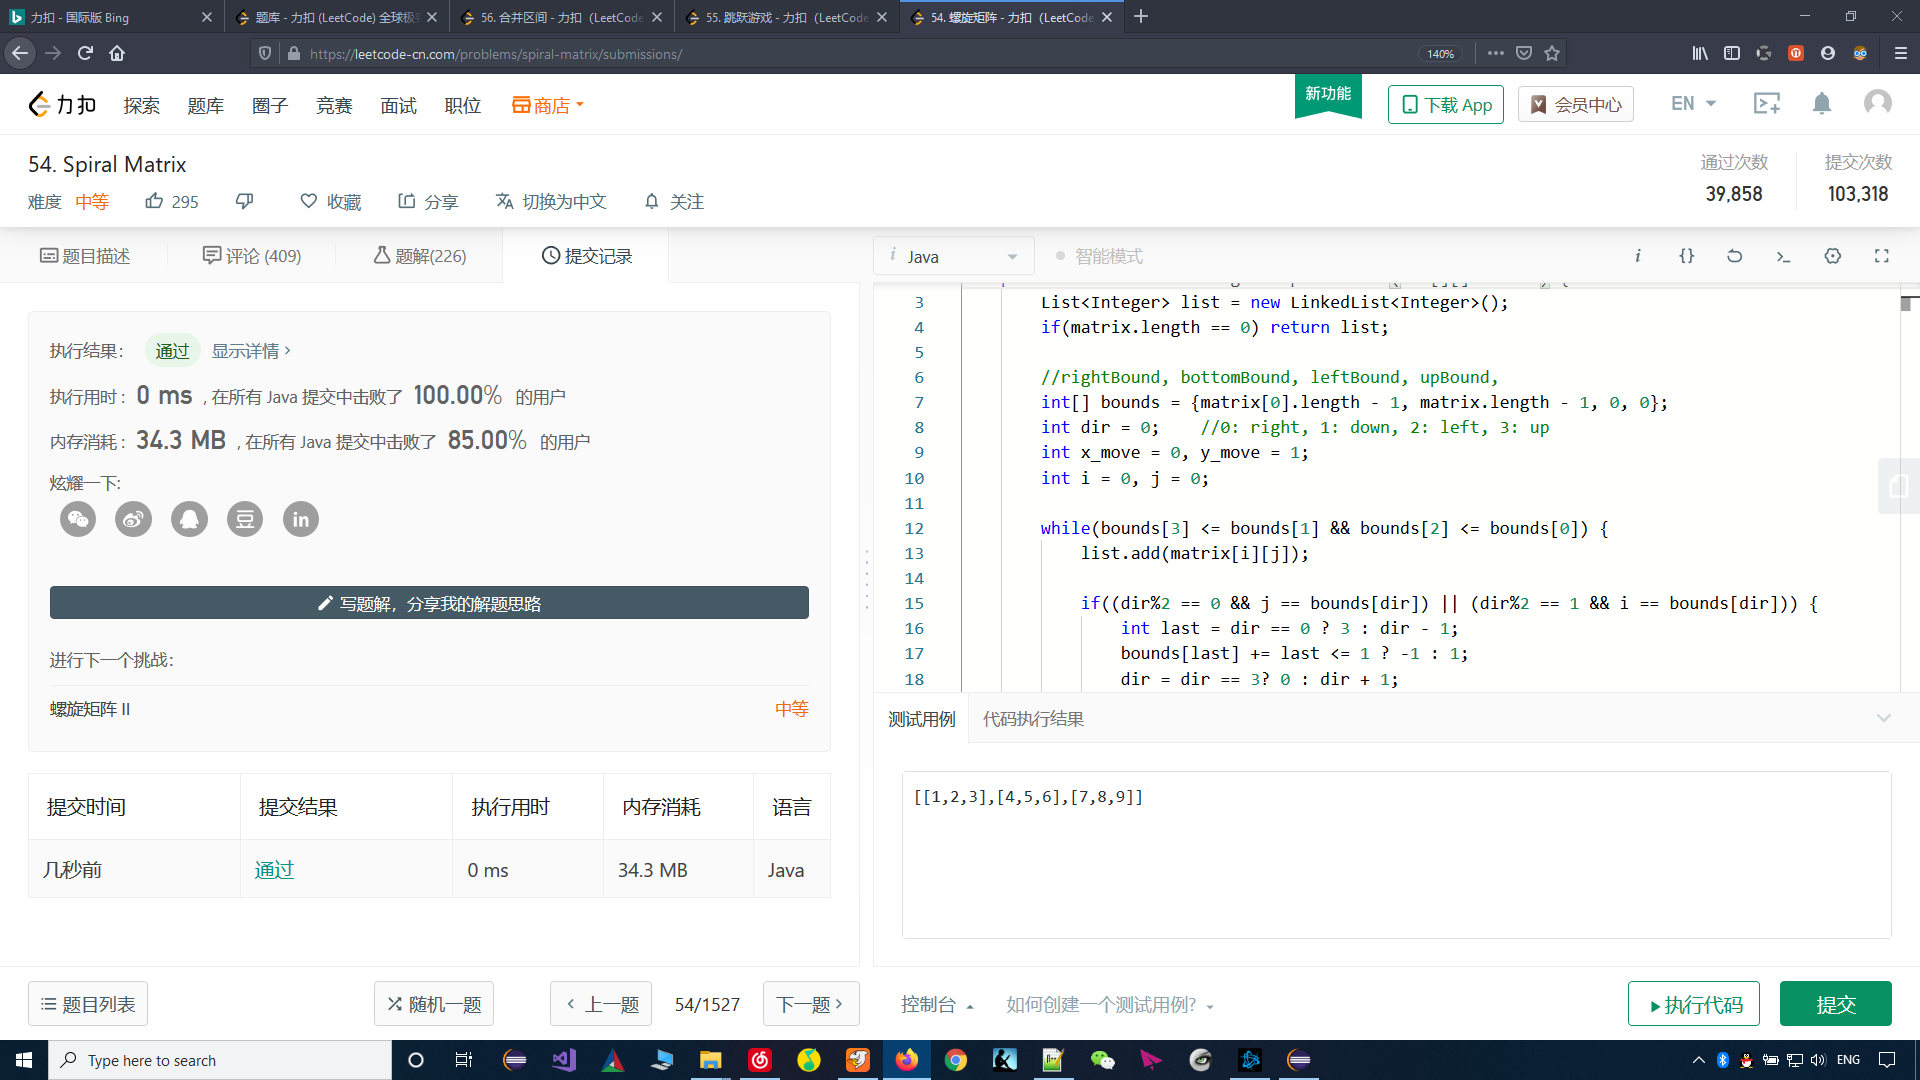 力扣 - 国际版 Bing
题库 - 力扣 (LeetCode) 全球极
56. 合并区间 - 力扣（LeetCode
55. 跳跃游戏 - 力扣（LeetCode
54. 螺旋矩阵 - 力扣（LeetCode
https://leetcode-cn.com/problems/spiral-matrix/submissions/
140%
力扣 探索 题库 圈子 竞赛 面试 职位 商店
新功能
下载 App
会员中心
EN
54. Spiral Matrix
难度 中等 295 收藏 分享 切换为中文 关注
通过次数
39,858
提交次数
103,318
题目描述
评论 (409)
题解(226)
提交记录
执行结果： 通过 显示详情 ›
执行用时 : 0 ms , 在所有 Java 提交中击败了 100.00% 的用户
内存消耗 : 34.3 MB , 在所有 Java 提交中击败了 85.00% 的用户
炫耀一下:
豆
in
写题解，分享我的解题思路
进行下一个挑战：
螺旋矩阵 II 中等
提交时间 提交结果 执行用时 内存消耗 语言
几秒前 通过 0 ms 34.3 MB Java
题目列表
随机一题
上一题
54/1527
下一题
i Java
智能模式
i {}
3 List<Integer> list = new LinkedList<Integer>();
4 if(matrix.length == 0) return list;
5
6 //rightBound, bottomBound, leftBound, upBound,
7 int[] bounds = {matrix[0].length - 1, matrix.length - 1, 0, 0};
8 int dir = 0; //0: right, 1: down, 2: left, 3: up
9 int x_move = 0, y_move = 1;
10 int i = 0, j = 0;
11
12 while(bounds[3] <= bounds[1] && bounds[2] <= bounds[0]) {
13 list.add(matrix[i][j]);
14
15 if((dir%2 == 0 && j == bounds[dir]) || (dir%2 == 1 && i == bounds[dir])) {
16 int last = dir == 0 ? 3 : dir - 1;
17 bounds[last] += last <= 1 ? -1 : 1;
18 dir = dir == 3? 0 : dir + 1;
测试用例
代码执行结果
[[1,2,3],[4,5,6],[7,8,9]]
控制台
如何创建一个测试用例?
执行代码
提交
Type here to search
ENG